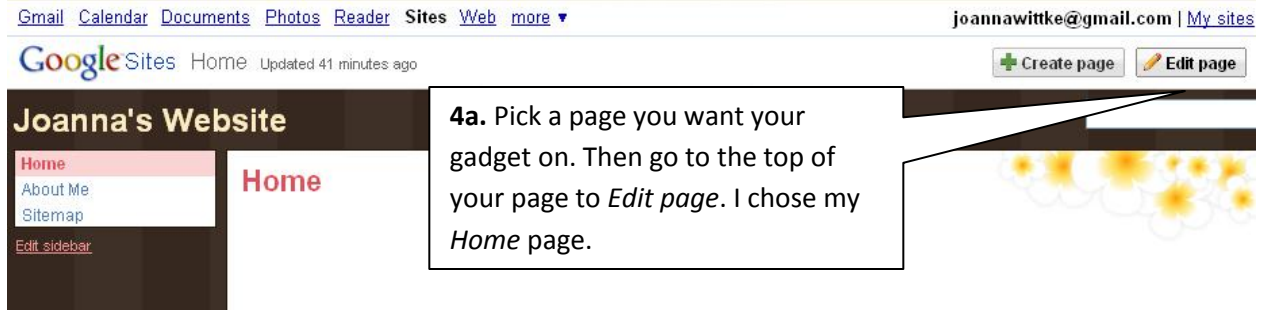 Gmail Calendar Documents Photos Reader Sites Web more ▼ joannawittke@gmail.com | My sites
Google Sites Home Updated 41 minutes ago Create page Edit page
Joanna's Website
Home
About Me
Sitemap
Edit sidebar
Home
4a. Pick a page you want your
gadget on. Then go to the top of
your page to Edit page. I chose my
Home page.